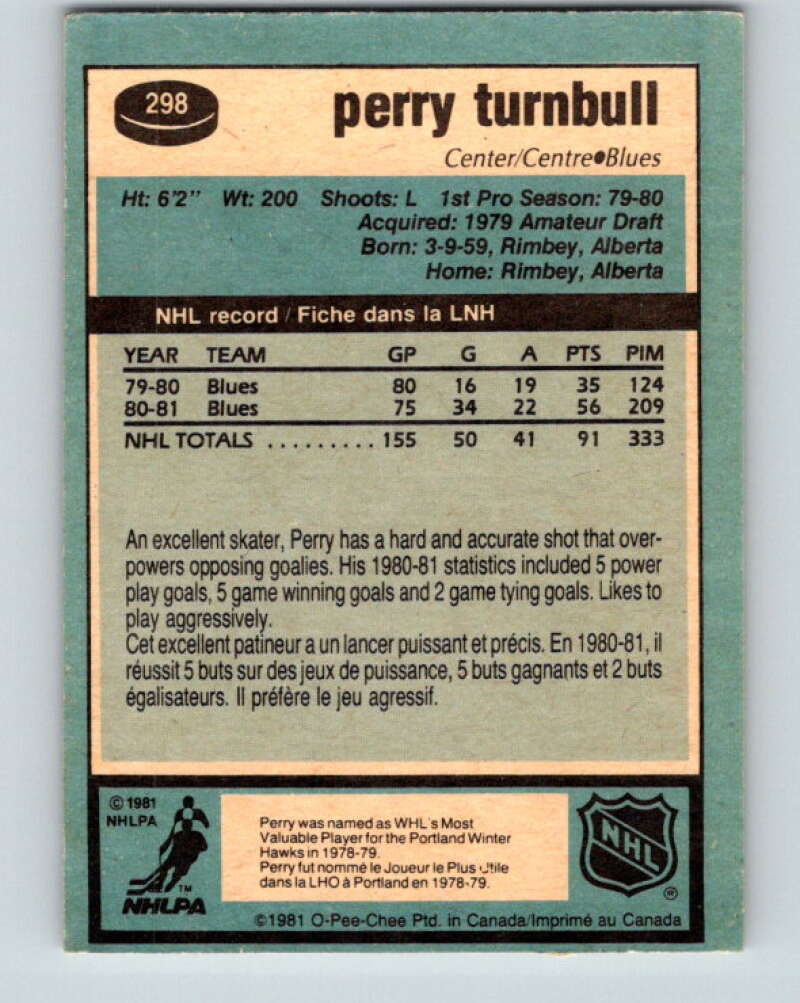 298
perry turnbull
Center/Centre•Blues
Ht: 6'2" Wt: 200 Shoots: L 1st Pro Season: 79-80
Acquired: 1979 Amateur Draft
Born: 3-9-59, Rimbey, Alberta
Home: Rimbey, Alberta
NHL record / Fiche dans la LNH
YEAR TEAM GP G A PTS PIM
79-80 Blues 80 16 19 35 124
80-81 Blues 75 34 22 56 209
NHL TOTALS ......... 155 50 41 91 333
An excellent skater, Perry has a hard and accurate shot that over-
powers opposing goalies. His 1980-81 statistics included 5 power
play goals, 5 game winning goals and 2 game tying goals. Likes to
play aggressively.
Cet excellent patineur a un lancer puissant et précis. En 1980-81, il
réussit 5 buts sur des jeux de puissance, 5 buts gagnants et 2 buts
égalisateurs. Il préfère le jeu agressif.
© 1981
NHLPA
TM
NHLPA
Perry was named as WHL's Most
Valuable Player for the Portland Winter
Hawks in 1978-79.
Perry fut nommé le Joueur le Plus Utile
dans la LHO à Portland en 1978-79.
NHL
®
©1981 O-Pee-Chee Ptd. in Canada/Imprimé au Canada